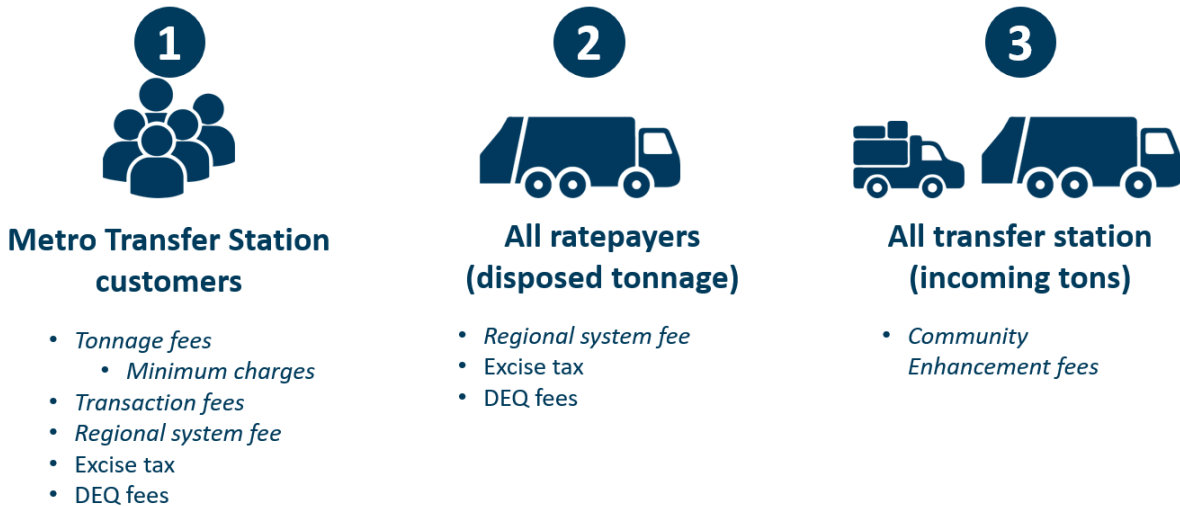 1
Metro Transfer Station
customers
• Tonnage fees
• Minimum charges
• Transaction fees
• Regional system fee
• Excise tax
• DEQ fees
2
All ratepayers
(disposed tonnage)
• Regional system fee
• Excise tax
• DEQ fees
3
All transfer station
(incoming tons)
• Community
Enhancement fees